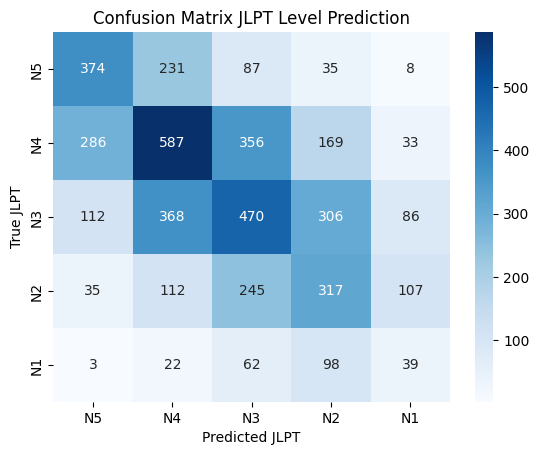 Confusion Matrix JLPT Level Prediction
N5 374 231 87 35 8
N4 286 587 356 169 33
N3 112 368 470 306 86
N2 35 112 245 317 107
N1 3 22 62 98 39
N5 N4 N3 N2 N1
Predicted JLPT
True JLPT
500
400
300
200
100